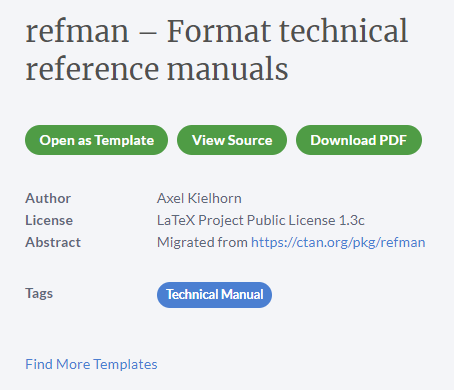 refman – Format technical
reference manuals
Open as Template View Source Download PDF
Author Axel Kielhorn
License LaTeX Project Public License 1.3c
Abstract Migrated from https://ctan.org/pkg/refman
Tags Technical Manual
Find More Templates